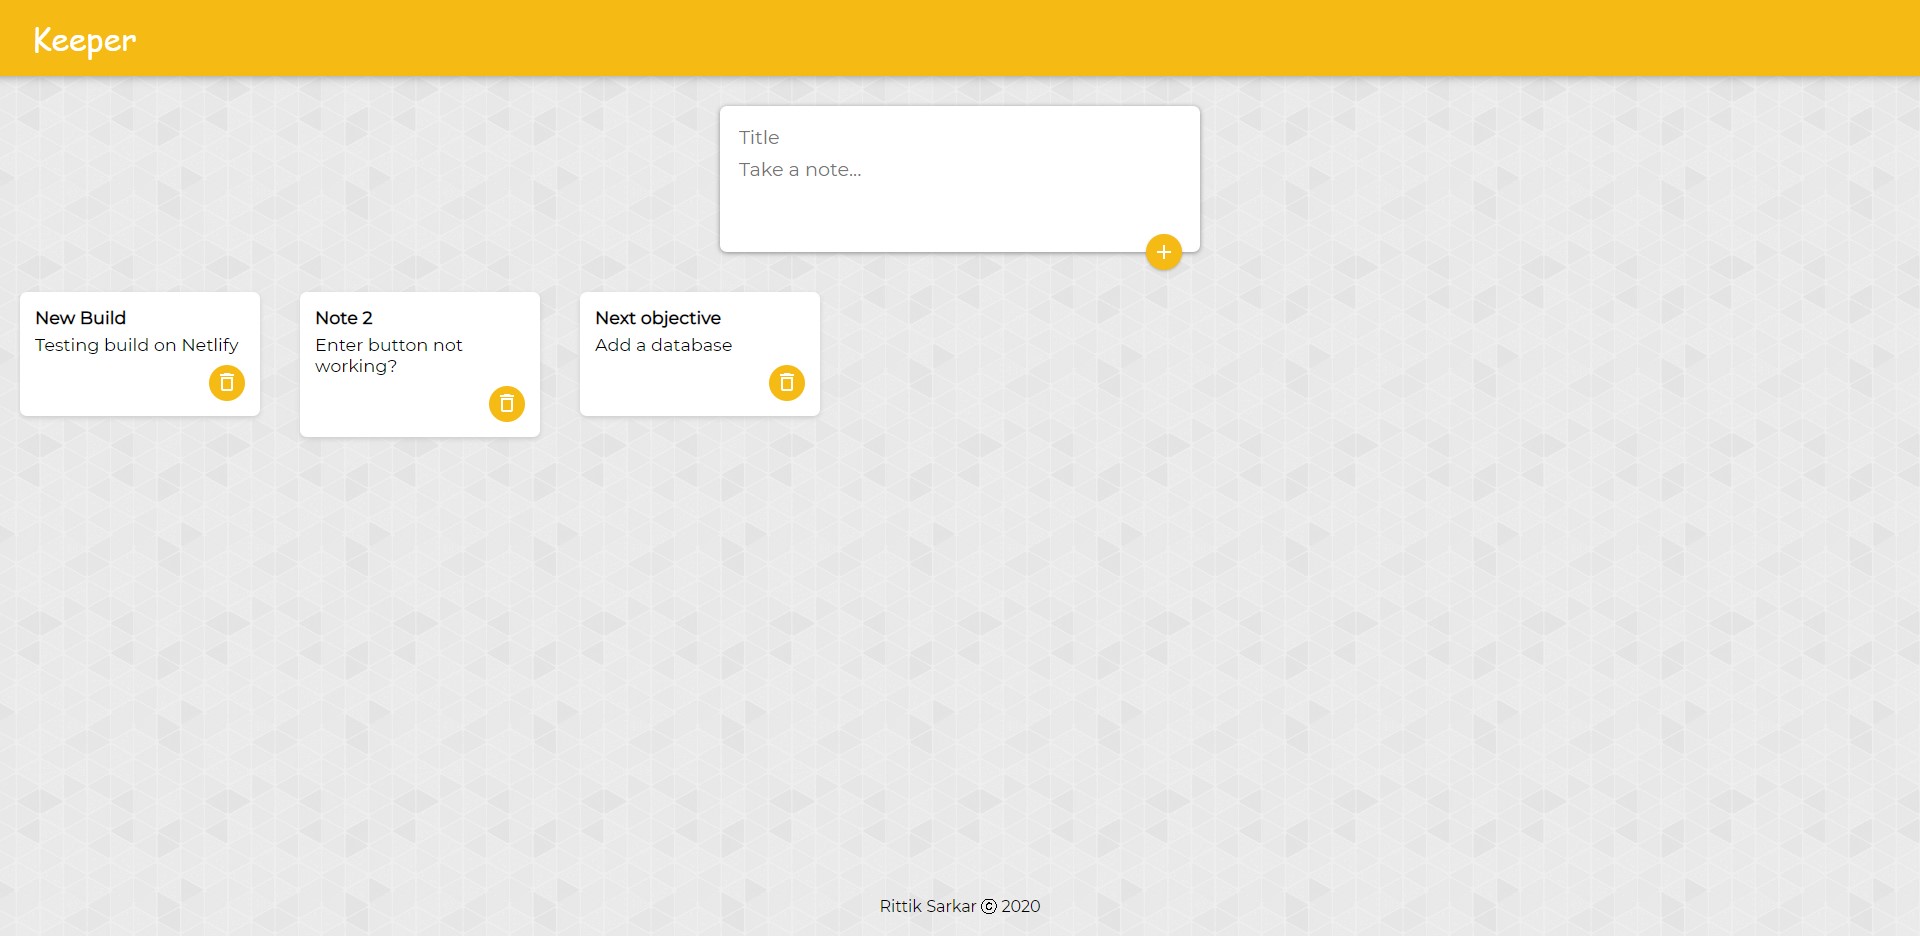 Keeper
Title
Take a note...
New Build
Testing build on Netlify
Note 2
Enter button not
working?
Next objective
Add a database
Rittik Sarkar ⓒ 2020